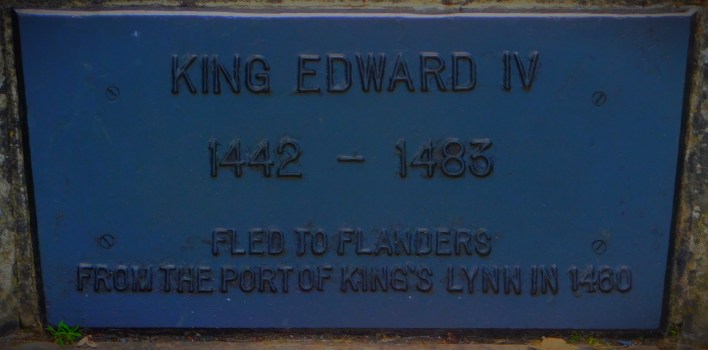 KING EDWARD IV
1442 - 1483
FLED TO FLANDERS
FROM THE PORT OF KING'S LYNN IN 1460